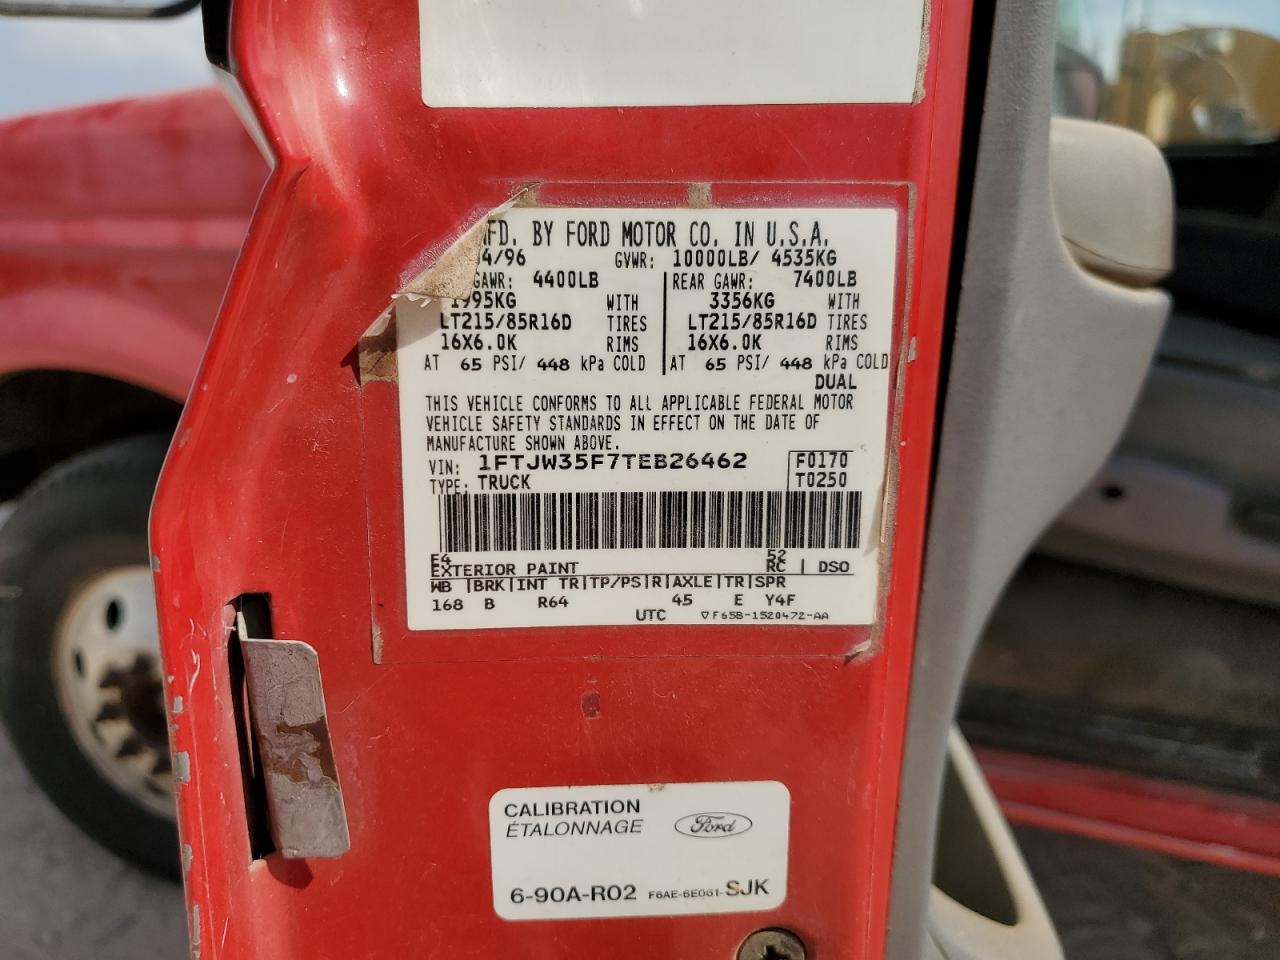 MFD. BY FORD MOTOR CO. IN U.S.A.
4/96 GVWR: 10000LB/ 4535KG
GAWR: 4400LB REAR GAWR: 7400LB
1995KG WITH 3356KG WITH
LT215/85R16D TIRES LT215/85R16D TIRES
16X6.0K RIMS 16X6.0K RIMS
AT 65 PSI/ 448 kPa COLD AT 65 PSI/ 448 kPa COLD
DUAL
THIS VEHICLE CONFORMS TO ALL APPLICABLE FEDERAL MOTOR
VEHICLE SAFETY STANDARDS IN EFFECT ON THE DATE OF
MANUFACTURE SHOWN ABOVE.
VIN: 1FTJW35F7TEB26462 F0170
TYPE: TRUCK T0250
E4 52
EXTERIOR PAINT RC | DSO
WB |BRK|INT TR|TP/PS|R|AXLE|TR|SPR
168 B R64 45 E Y4F
UTC ▽F65B-1520472-AA
CALIBRATION
ÉTALONNAGE
Ford
6-90A-R02 F6AE-6E061-SJK